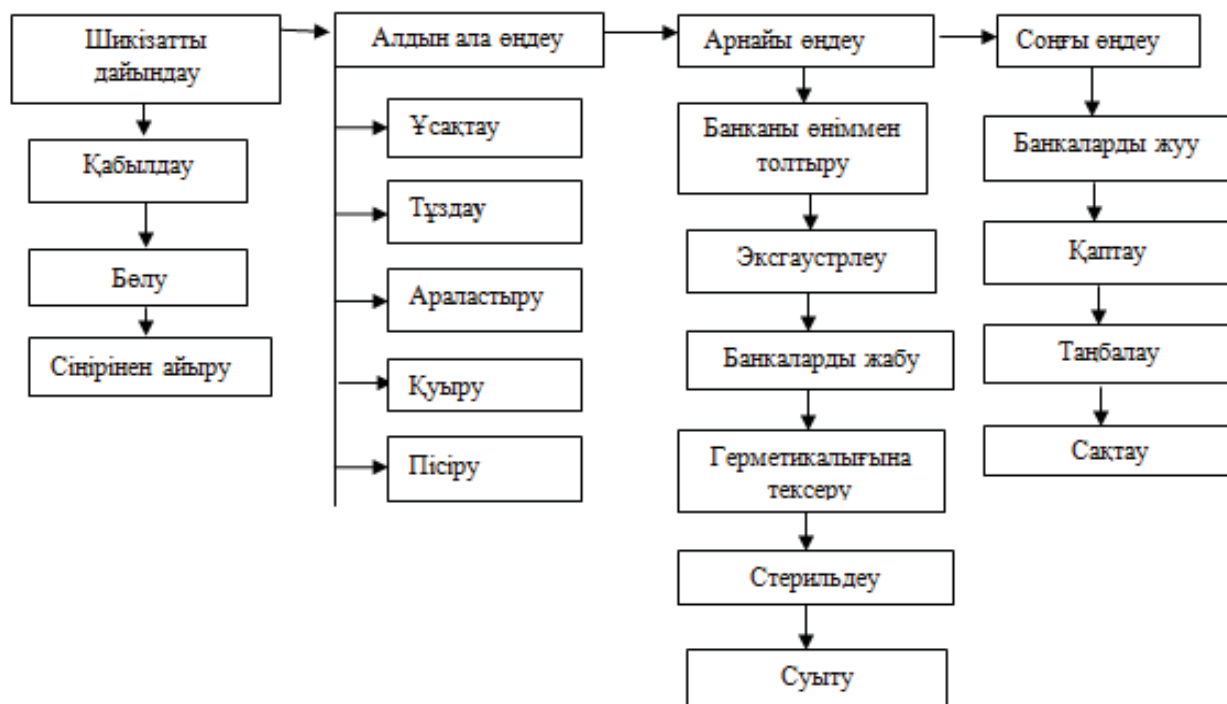 Шикізатты
дайындау
Қабылдау
Бөлу
Сіңірінен айыру
Алдын ала өңдеу
Ұсақтау
Тұздау
Араластыру
Қуыру
Пісіру
Арнайы өңдеу
Банканы өніммен
толтыру
Эксгаустрлеу
Банкаларды жабу
Герметикалығына
тексеру
Стерильдеу
Суыту
Соңғы өңдеу
Банкаларды жуу
Қаптау
Таңбалау
Сақтау